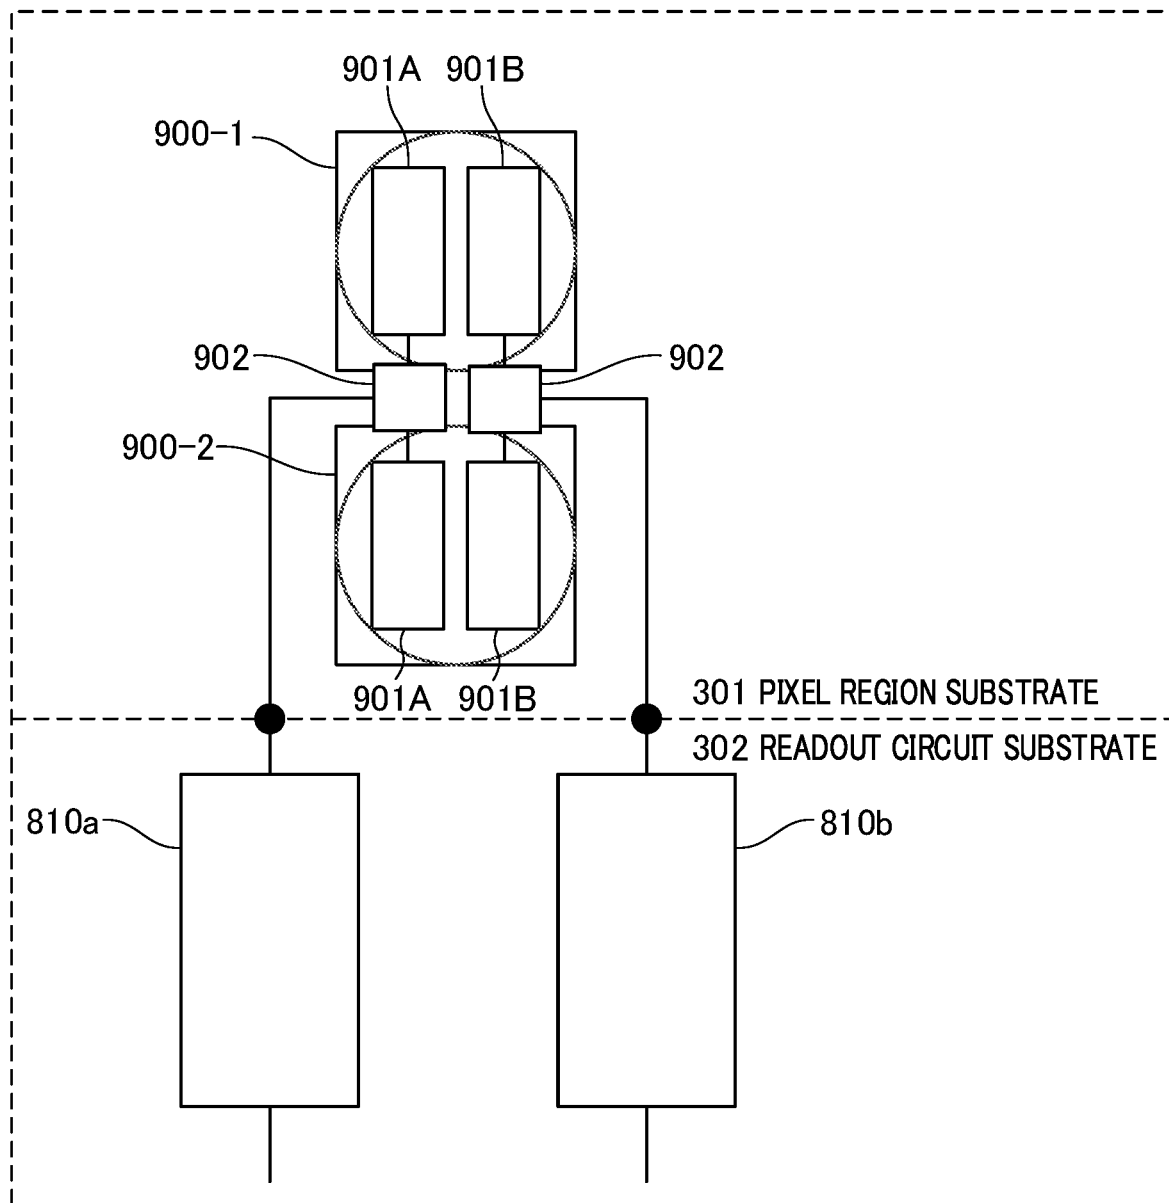 901A 901B
900-1
902 902
900-2
901A 901B
301 PIXEL REGION SUBSTRATE
302 READOUT CIRCUIT SUBSTRATE
810a 810b